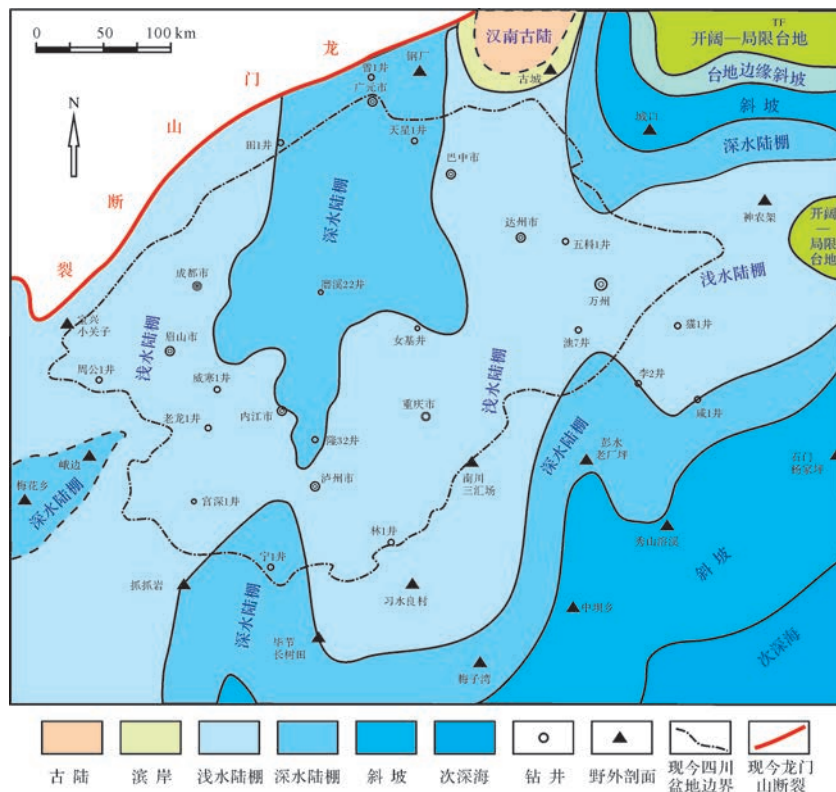 0 50 100 km
N
龙
门
山
断
裂
汉南古陆
TF
开阔—局限台地
台地边缘斜坡
斜 坡
深水陆棚
钢厂
曾1井
广元市
古城
坡口
田1井
天星1井
巴中市
神农架
开阔
—
局限
台地
深水陆棚
达州市
五科1井
浅水陆棚
成都市
磨溪22井
万州
宝兴
小关子
女基井
浊7井
猫1井
浅水陆棚
眉山市
浅水陆棚
周公1井
威寒1井
李2井
老龙1井
内江市
重庆市
咸1井
隆32井
深水陆棚
彭水
老厂坪
石门
杨家坪
峨边
梅花乡
深水陆棚
泸州市
南川
三汇场
宫深1井
秀山溶溪
林1井
斜 坡
宁1井
抓抓岩
习水良村
中坝乡
深水陆棚
毕节
长树田
次深海
梅子湾
古陆
滨岸
浅水陆棚
深水陆棚
斜坡
次深海
钻井
野外剖面
现今四川
盆地边界
现今龙门
山断裂